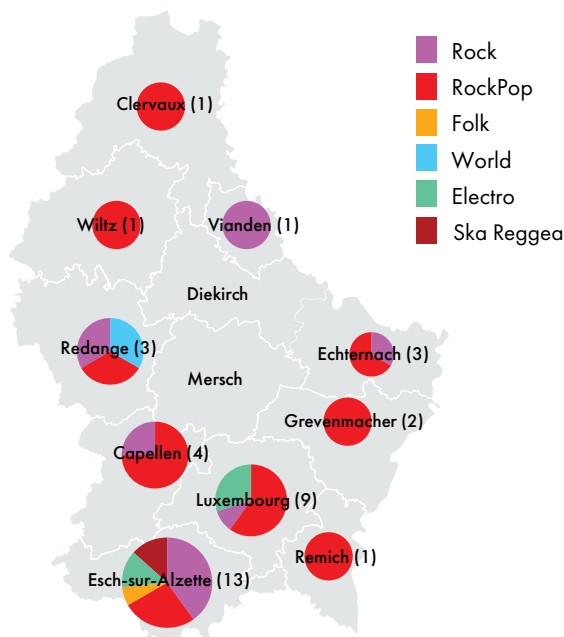 Clervaux (1)
Wiltz (1)
Vianden (1)
Diekirch
Redange (3)
Echternach (3)
Mersch
Grevenmacher (2)
Capellen (4)
Luxembourg (9)
Remich (1)
Esch-sur-Alzette (13)
Rock
RockPop
Folk
World
Electro
Ska Reggea